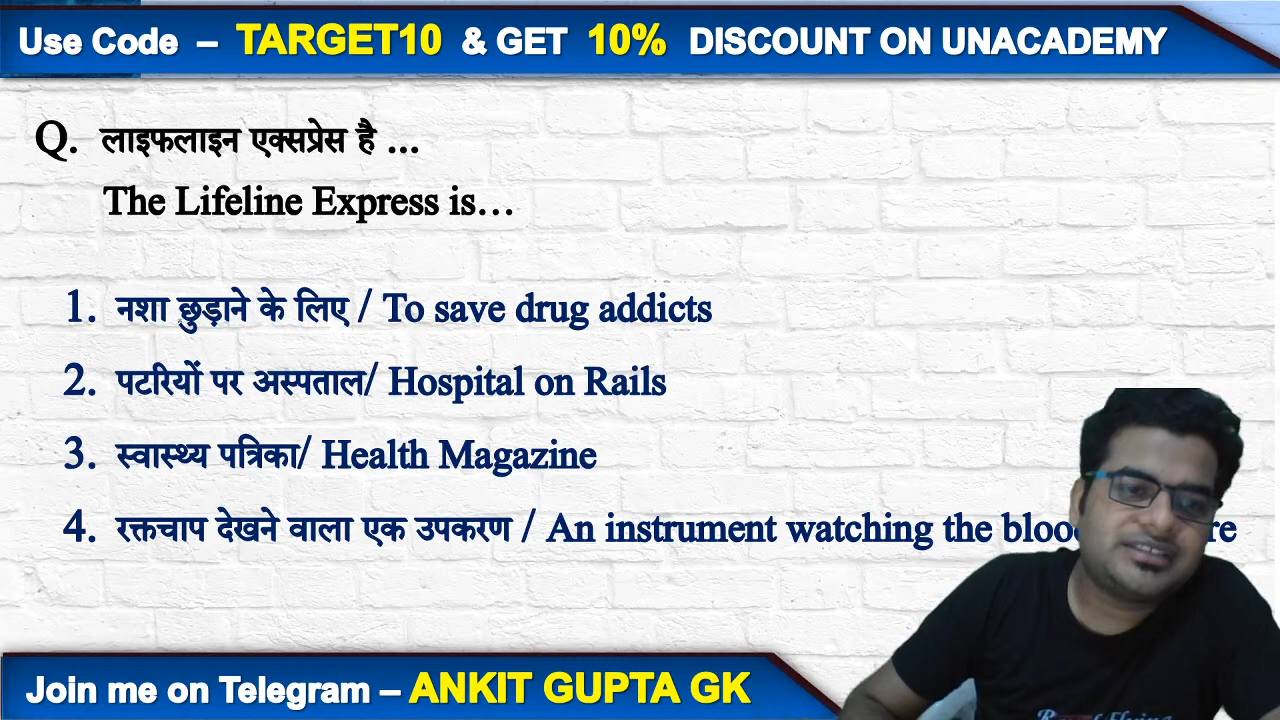 Use Code – TARGET10 & GET 10% DISCOUNT ON UNACADEMY
Q. लाइफलाइन एक्सप्रेस है ...
The Lifeline Express is…
1. नशा छुड़ाने के लिए / To save drug addicts
2. पटरियों पर अस्पताल/ Hospital on Rails
3. स्वास्थ्य पत्रिका/ Health Magazine
4. रक्तचाप देखने वाला एक उपकरण / An instrument watching the
Join me on Telegram – ANKIT GUPTA GK